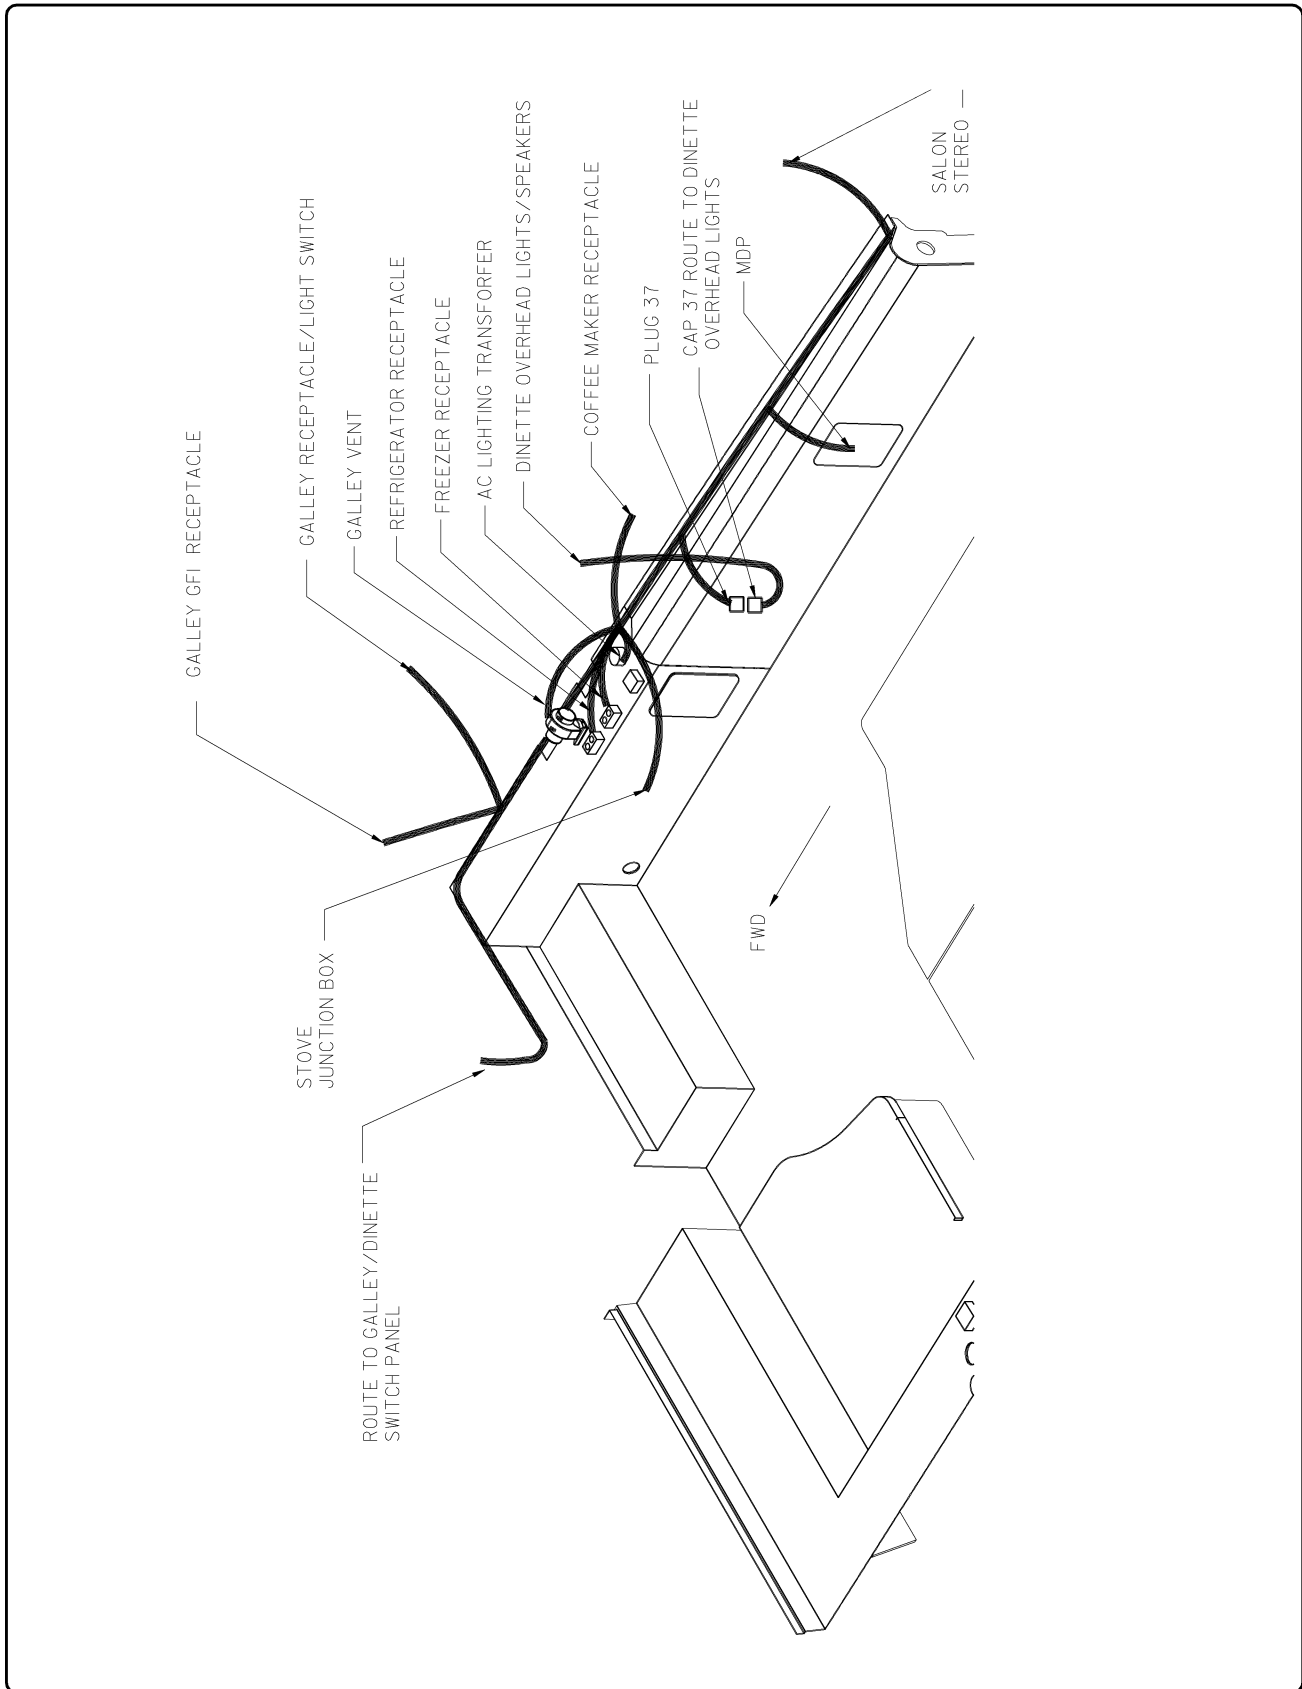 GALLEY GFI RECEPTACLE
GALLEY RECEPTACLE/LIGHT SWITCH
GALLEY VENT
REFRIGERATOR RECEPTACLE
FREEZER RECEPTACLE
AC LIGHTING TRANSFORFER
DINETTE OVERHEAD LIGHTS/SPEAKERS
COFFEE MAKER RECEPTACLE
PLUG 37
CAP 37 ROUTE TO DINETTE
OVERHEAD LIGHTS
MDP
SALON
STEREO
STOVE
JUNCTION BOX
ROUTE TO GALLEY/DINETTE
SWITCH PANEL
FWD